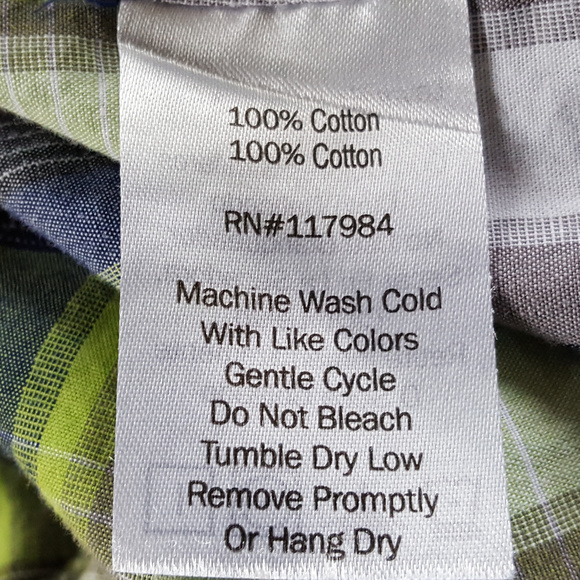 100% Cotton
100% Cotton
RN#117984
Machine Wash Cold
With Like Colors
Gentle Cycle
Do Not Bleach
Tumble Dry Low
Remove Promptly
Or Hang Dry